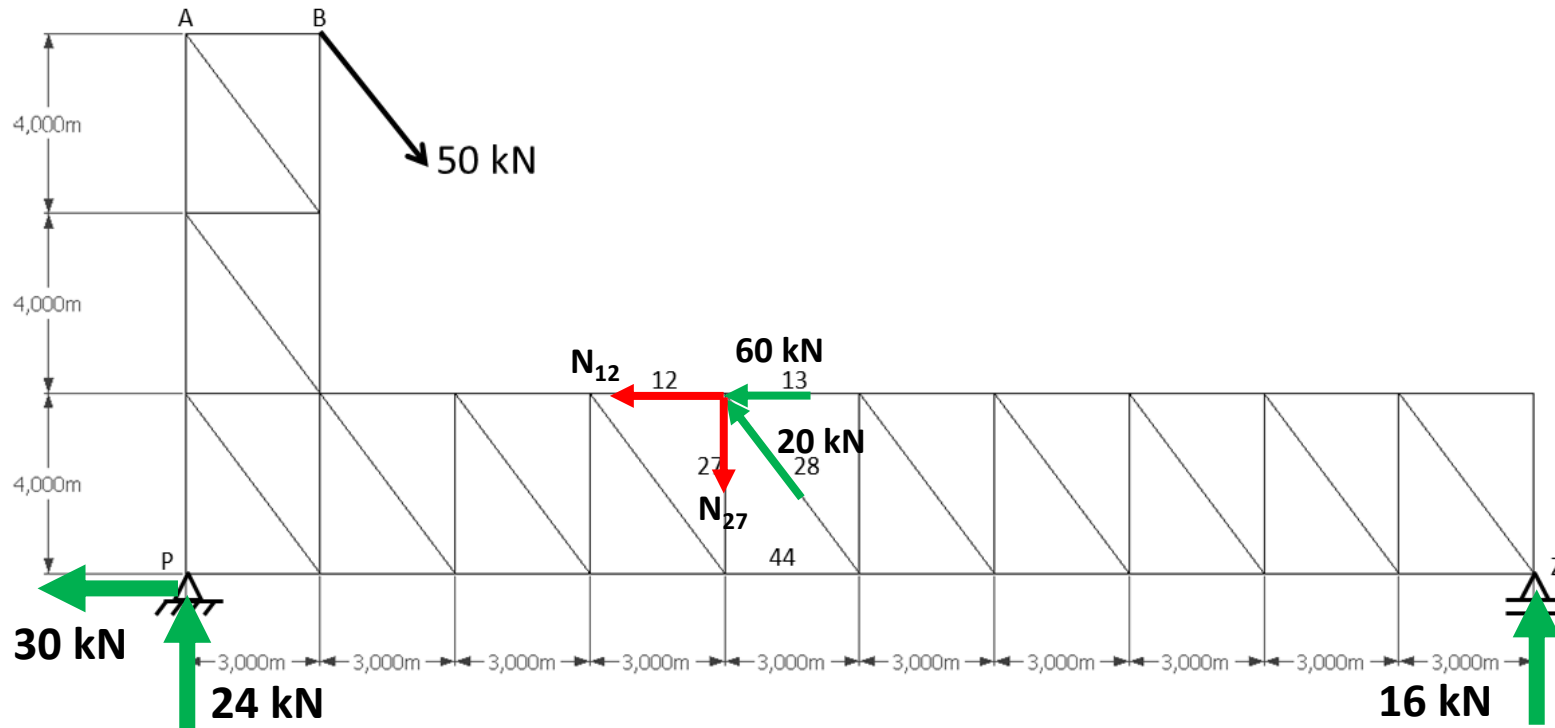 A B
4,000m
50 kN
4,000m
60 kN
N12
12
13
20 kN
27
28
4,000m
N27
44
P
Z
30 kN
3,000m 3,000m 3,000m 3,000m 3,000m 3,000m 3,000m 3,000m 3,000m 3,000m
24 kN
16 kN